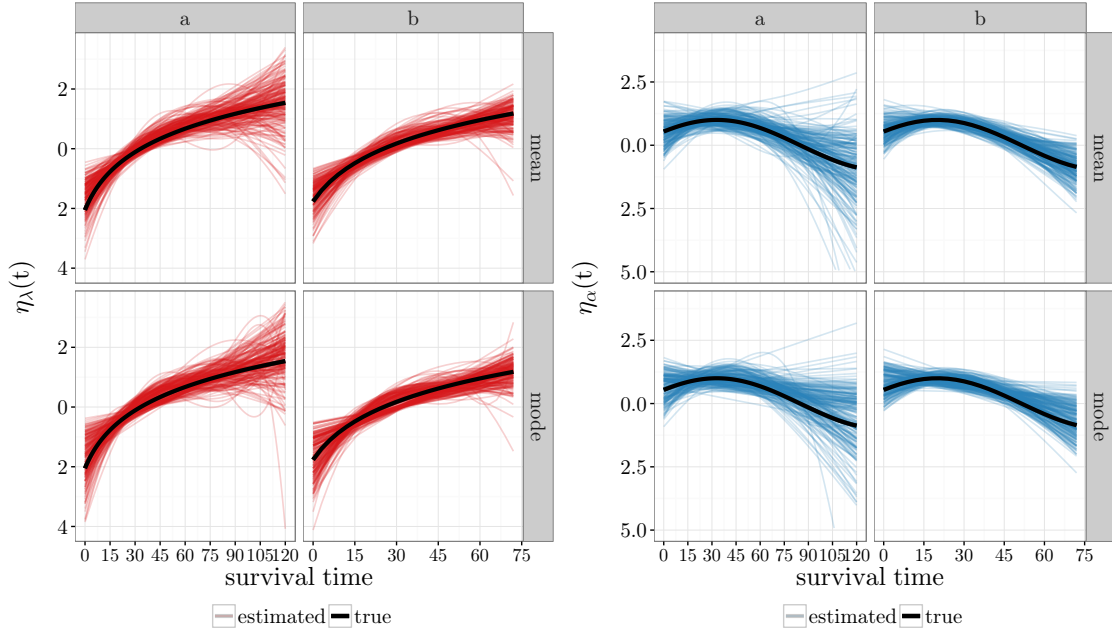 a b
mean
2
0
2
4
mode
2
0
2
4
ηλ(t)
0 15 30 45 60 75 90 105 120
0 15 30 45 60 75
survival time
estimated true
a b
mean
2.5
0.0
2.5
5.0
mode
2.5
0.0
2.5
5.0
ηα(t)
0 15 30 45 60 75 90 105 120
0 15 30 45 60 75
survival time
estimated true